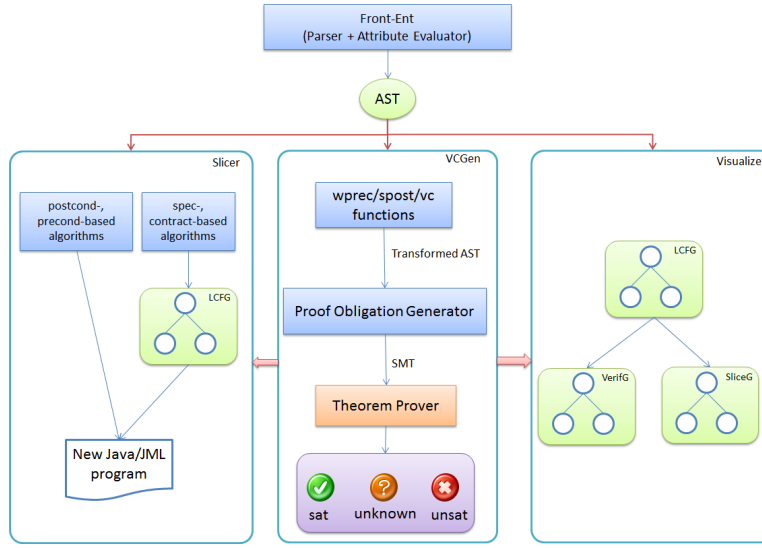 Front-Ent
(Parser + Attribute Evaluator)
AST
Slicer
postcond-,
precond-based
algorithms
spec-,
contract-based
algorithms
LCFG
New Java/JML
program
VCGen
wprec/spost/vc
functions
Transformed AST
Proof Obligation Generator
SMT
Theorem Prover
sat
unknown
unsat
Visualize
LCFG
VerifG
SliceG